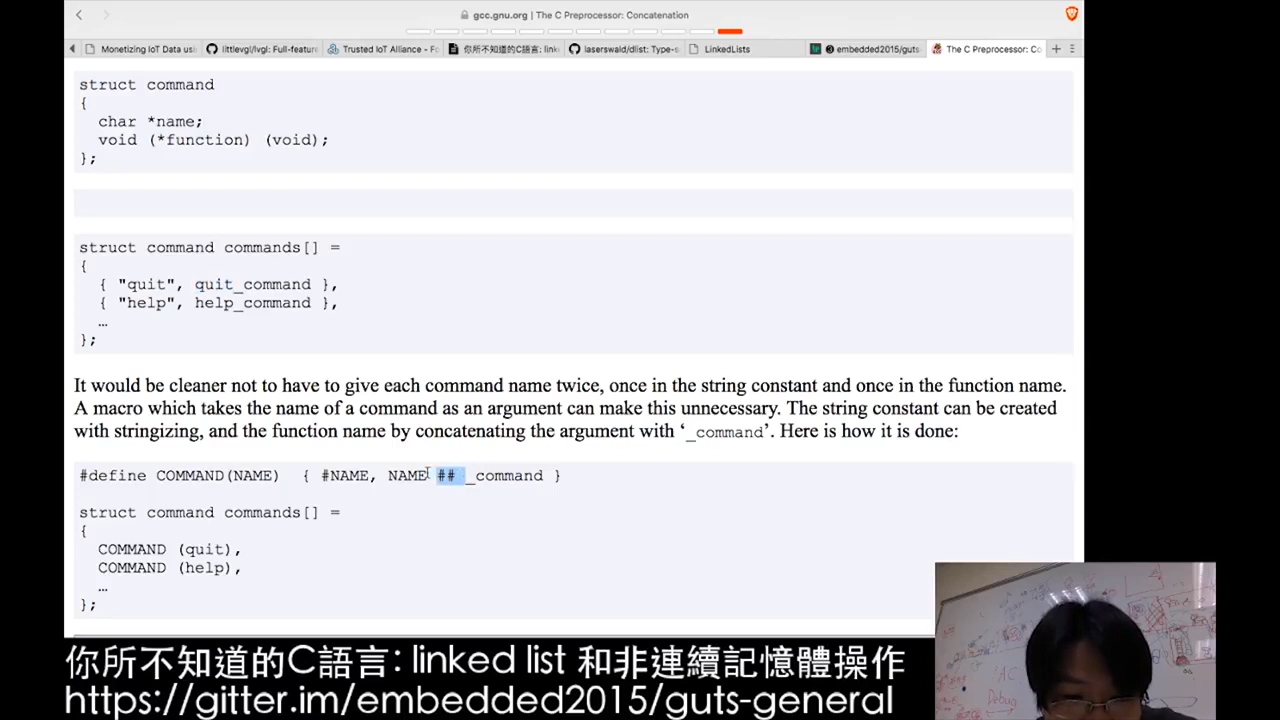 gcc.gnu.org | The C Preprocessor: Concatenation
Monetizing IoT Data usi
littlevgl/lvgl: Full-feature
Trusted IoT Alliance - Fo
你所不知道的C語言: link
laserswald/dlist: Type-s
LinkedLists
embedded2015/guts-
The C Preprocessor: Co
struct command
{
char *name;
void (*function) (void);
};
struct command commands[] =
{
{ "quit", quit_command },
{ "help", help_command },
…
};
It would be cleaner not to have to give each command name twice, once in the string constant and once in the function name.
A macro which takes the name of a command as an argument can make this unnecessary. The string constant can be created
with stringizing, and the function name by concatenating the argument with ‘_command’. Here is how it is done:
#define COMMAND(NAME) { #NAME, NAME ## _command }
struct command commands[] =
{
COMMAND (quit),
COMMAND (help),
…
};
AC
Debug
你所不知道的C語言: linked list 和非連續記憶體操作
https://gitter.im/embedded2015/guts-general